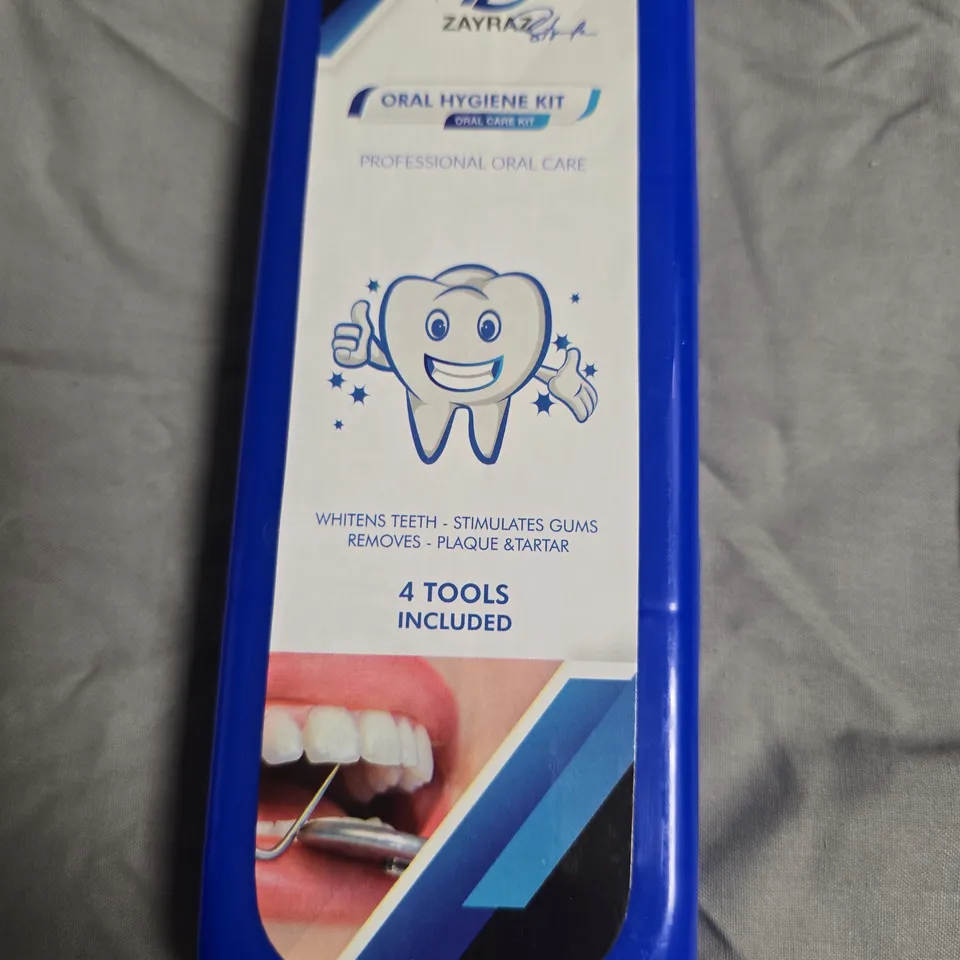 ZAYRAZ
ORAL HYGIENE KIT
ORAL CARE KIT
PROFESSIONAL ORAL CARE
WHITENS TEETH - STIMULATES GUMS
REMOVES - PLAQUE &TARTAR
4 TOOLS
INCLUDED